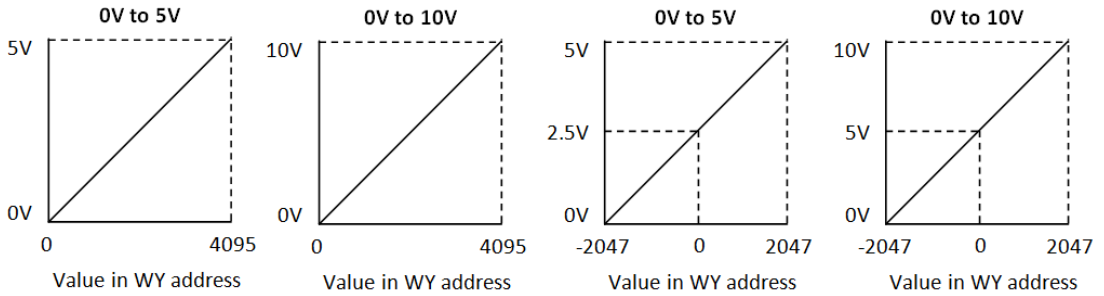 0V to 5V
5V
0V
0
4095
Value in WY address
0V to 10V
10V
0V
0
4095
Value in WY address
0V to 5V
5V
2.5V
0V
-2047
0
2047
Value in WY address
0V to 10V
10V
5V
0V
-2047
0
2047
Value in WY address